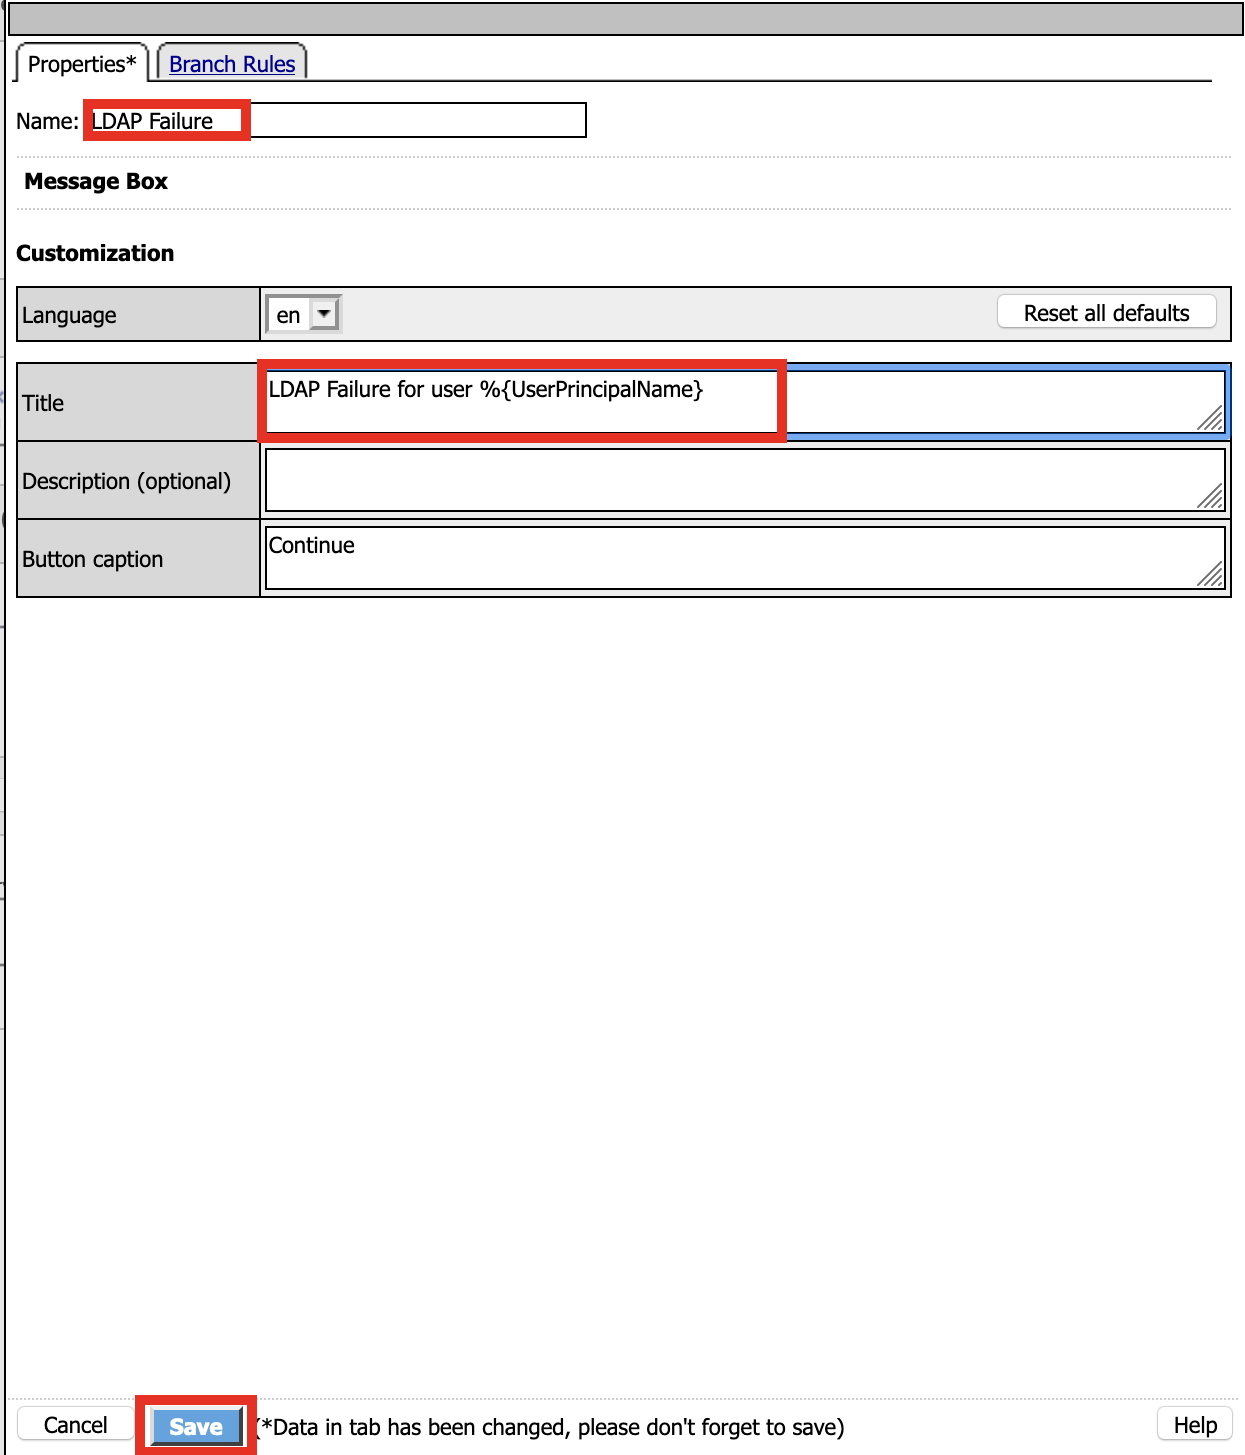 Properties* Branch Rules
Name: LDAP Failure
Message Box
Customization
Language en Reset all defaults
Title LDAP Failure for user %{UserPrincipalName}
Description (optional)
Button caption Continue
Cancel Save (*Data in tab has been changed, please don't forget to save) Help